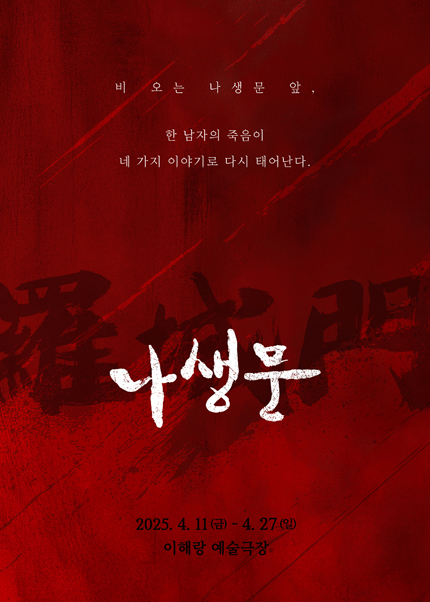 비 오는 나생문 앞,
한 남자의 죽음이
네 가지 이야기로 다시 태어난다.
羅城門
나생문
2025. 4. 11(금) - 4. 27(일)
이해랑 예술극장